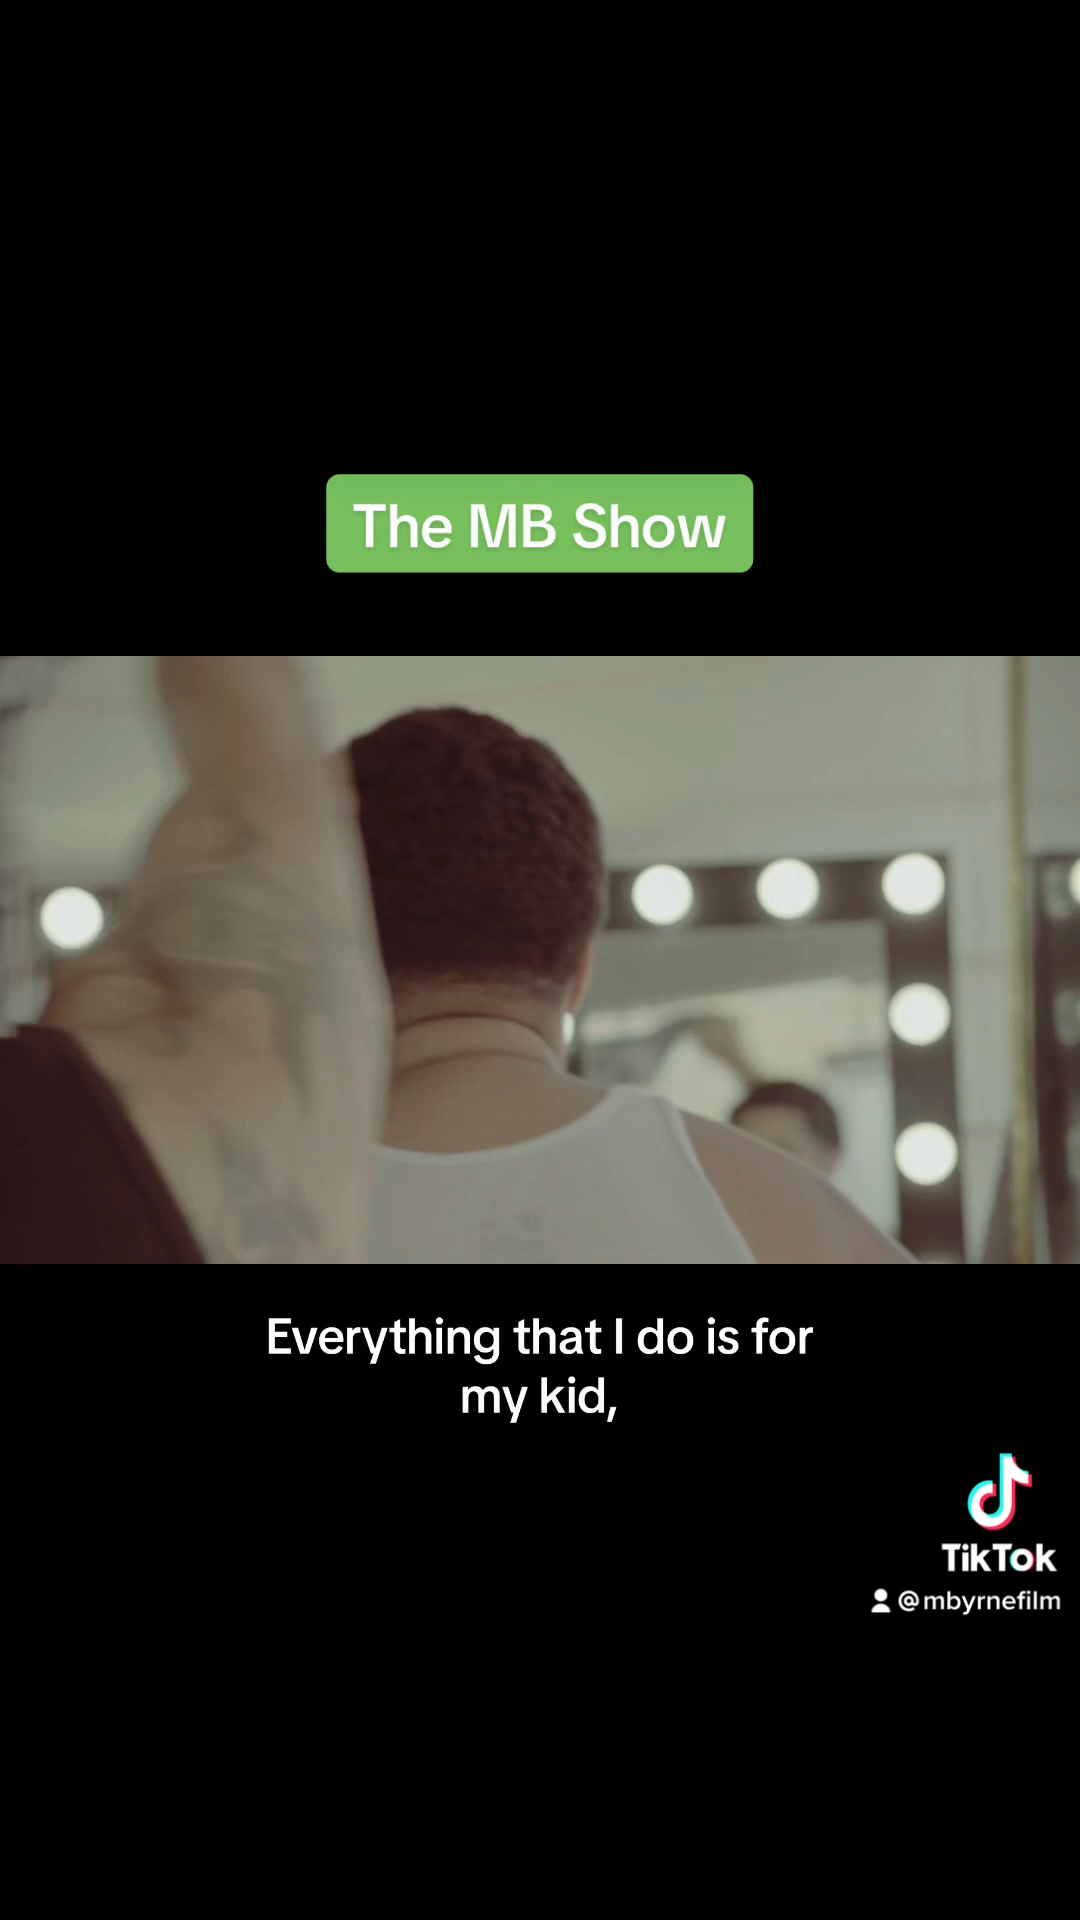 The MB Show
Everything that I do is for
my kid,
TikTok
@mbyrnefilm